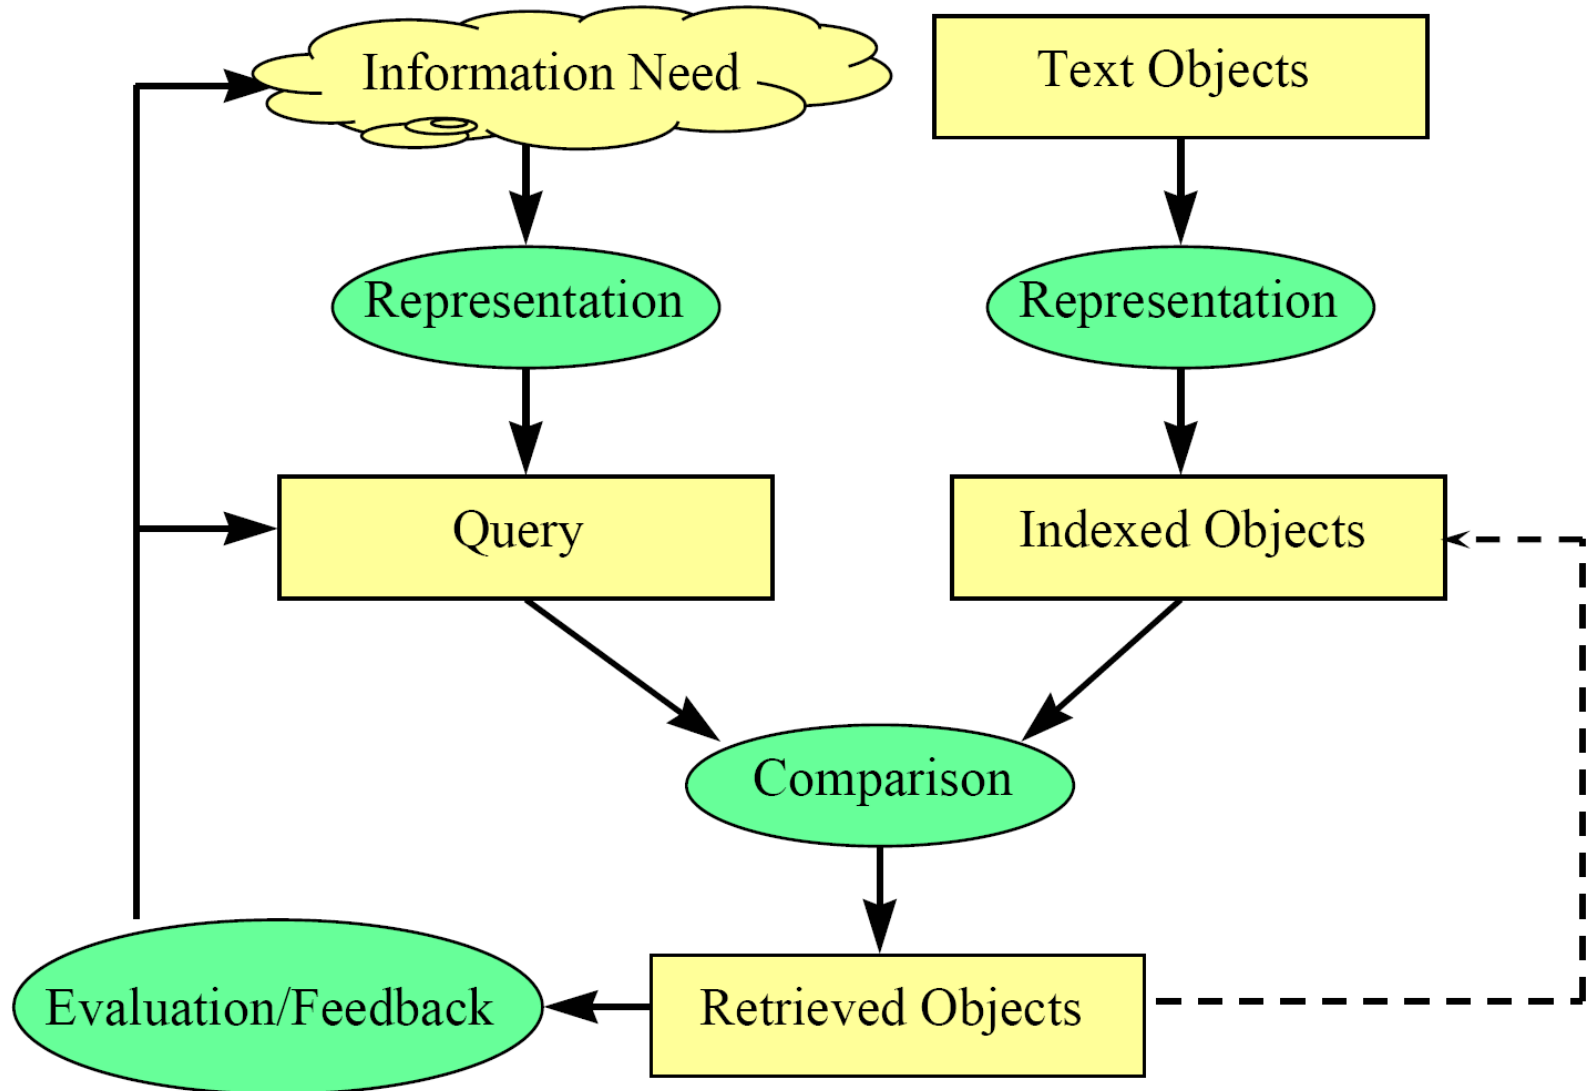 Information Need
Text Objects
Representation
Representation
Query
Indexed Objects
Comparison
Evaluation/Feedback
Retrieved Objects